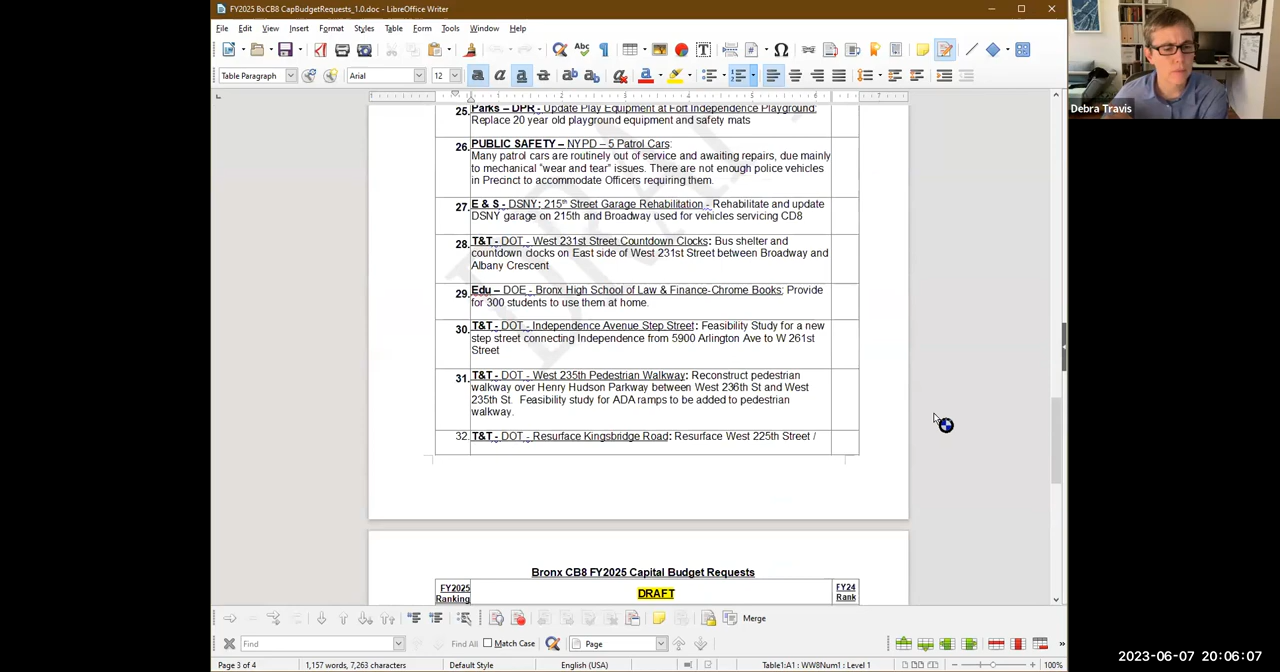 FY2025 BxCB8 CapBudgetRequests_1.0.doc - LibreOffice Writer
File Edit View Insert Format Styles Table Form Tools Window Help
Table Paragraph Arial 12
Debra Travis
25. Parks – DPR - Update Play Equipment at Fort Independence Playground:
Replace 20 year old playground equipment and safety mats
26. PUBLIC SAFETY – NYPD – 5 Patrol Cars:
Many patrol cars are routinely out of service and awaiting repairs, due mainly
to mechanical “wear and tear” issues. There are not enough police vehicles
in Precinct to accommodate Officers requiring them.
27. E & S - DSNY: 215th Street Garage Rehabilitation - Rehabilitate and update
DSNY garage on 215th and Broadway used for vehicles servicing CD8
28. T&T - DOT - West 231st Street Countdown Clocks: Bus shelter and
countdown clocks on East side of West 231st Street between Broadway and
Albany Crescent
29. Edu – DOE - Bronx High School of Law & Finance-Chrome Books: Provide
for 300 students to use them at home.
30. T&T - DOT - Independence Avenue Step Street: Feasibility Study for a new
step street connecting Independence from 5900 Arlington Ave to W 261st
Street
31. T&T - DOT - West 235th Pedestrian Walkway: Reconstruct pedestrian
walkway over Henry Hudson Parkway between West 236th St and West
235th St. Feasibility study for ADA ramps to be added to pedestrian
walkway.
32. T&T - DOT - Resurface Kingsbridge Road: Resurface West 225th Street /
DRAFT
Bronx CB8 FY2025 Capital Budget Requests
FY2025 DRAFT FY24
Ranking Rank
Merge
Find Find All Match Case Page
Page 3 of 4 1,157 words, 7,263 characters Default Style English (USA) Table1:A1 : WW8Num1 : Level 1 100%
2023-06-07 20:06:07